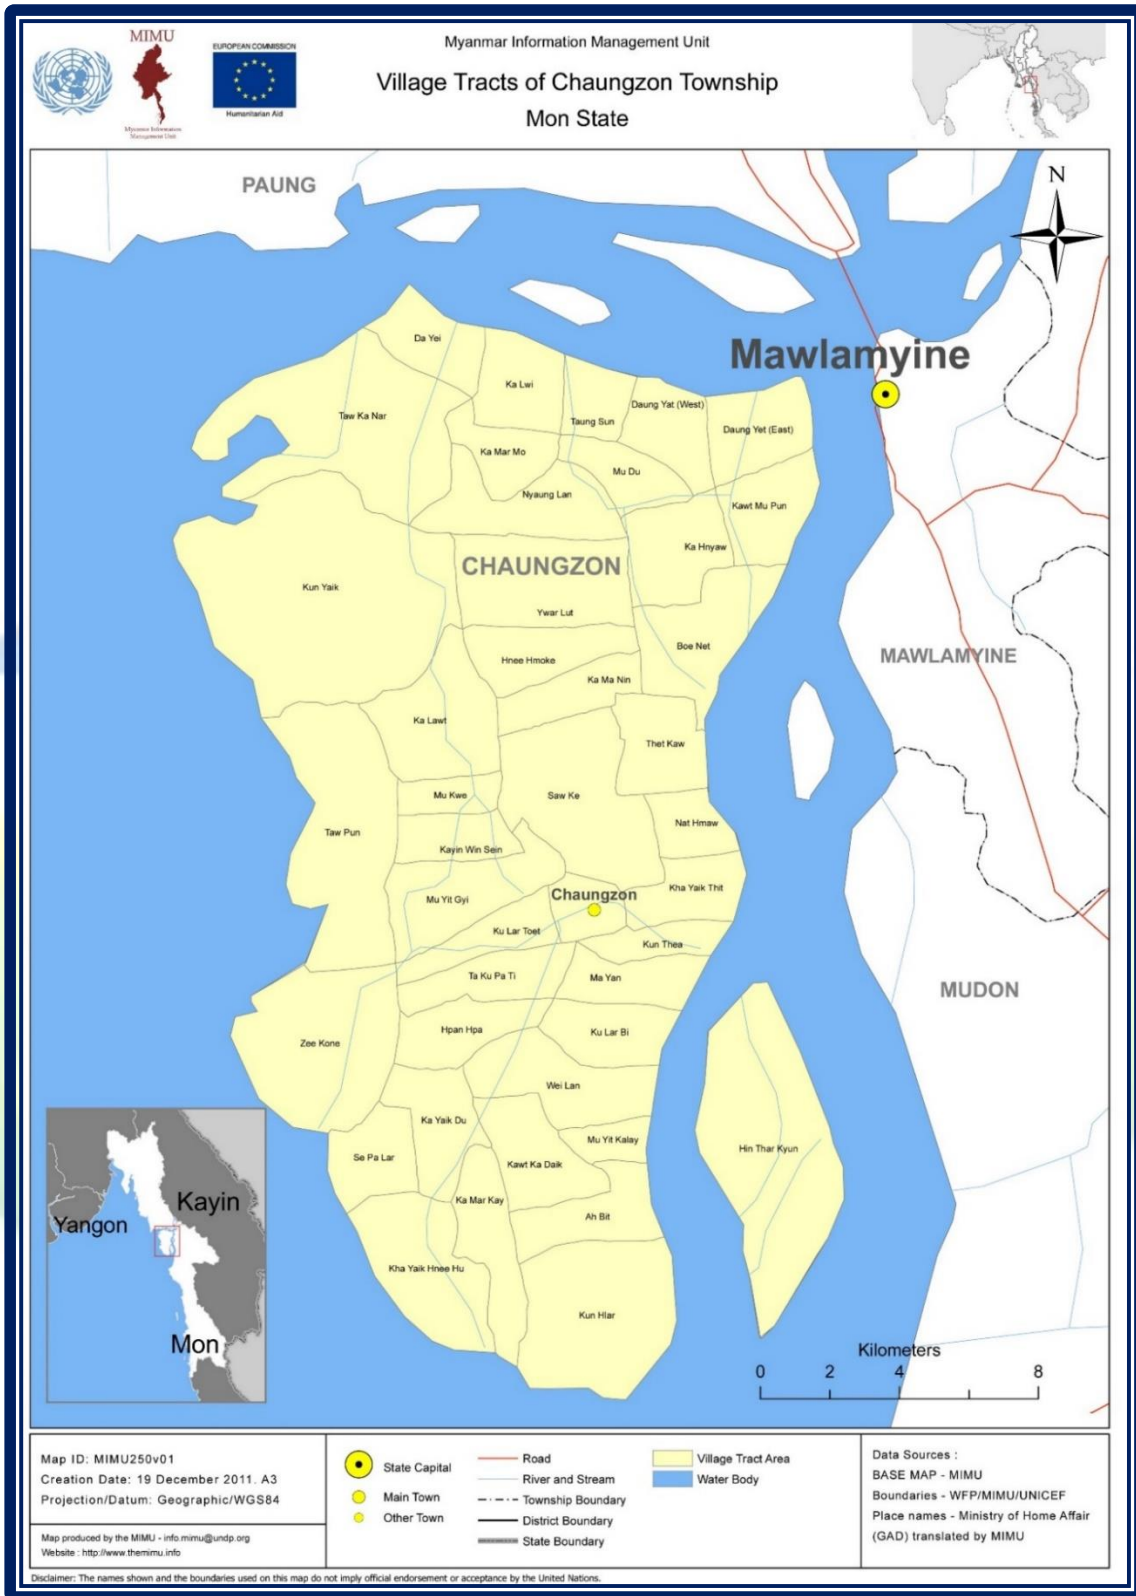 MIMU
Myanmar Information
Management Unit
EUROPEAN COMMISSION
Humanitarian Aid
Myanmar Information Management Unit
Village Tracts of Chaungzon Township
Mon State
PAUNG
N
Mawlamyine
Da Yei
Ka Lwi
Taw Ka Nar
Taung Sun
Daung Yat (West)
Daung Yet (East)
Ka Mar Mo
Mu Du
Nyaung Lan
Kawt Mu Pun
Ka Hnyaw
CHAUNGZON
Kun Yaik
Ywar Lut
Boe Net
MAWLAMYINE
Hnee Hmoke
Ka Ma Nin
Ka Lawt
Thet Kaw
Mu Kwe
Saw Ke
Taw Pun
Nat Hmaw
Kayin Win Sein
Kha Yaik Thit
Mu Yit Gyi
Chaungzon
Ku Lar Toet
Kun Thea
Ta Ku Pa Ti
Ma Yan
MUDON
Hpan Hpa
Ku Lar Bi
Zee Kone
Wei Lan
Ka Yaik Du
Mu Yit Kalay
Hin Thar Kyun
Se Pa Lar
Kawt Ka Daik
Ka Mar Kay
Ah Bit
Kha Yaik Hnee Hu
Kun Hlar
Kayin
Yangon
Mon
Kilometers
0 2 4 8
Map ID: MIMU250v01
Creation Date: 19 December 2011. A3
Projection/Datum: Geographic/WGS84
Map produced by the MIMU - info.mimu@undp.org
Website : http://www.themimu.info
State Capital
Main Town
Other Town
Road
River and Stream
Township Boundary
District Boundary
State Boundary
Village Tract Area
Water Body
Data Sources :
BASE MAP - MIMU
Boundaries - WFP/MIMU/UNICEF
Place names - Ministry of Home Affair
(GAD) translated by MIMU
Disclaimer: The names shown and the boundaries used on this map do not imply official endorsement or acceptance by the United Nations.